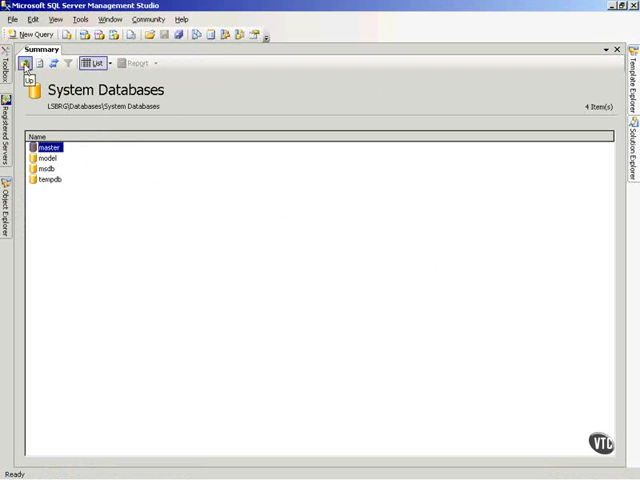 Microsoft SQL Server Management Studio
File Edit View Tools Window Community Help
New Query
Summary
List Report
Up
System Databases
LSBRG\Databases\System Databases
4 Item(s)
Name
master
model
msdb
tempdb
Toolbox
Registered Servers
Object Explorer
Template Explorer
Solution Explorer
VTC
Ready